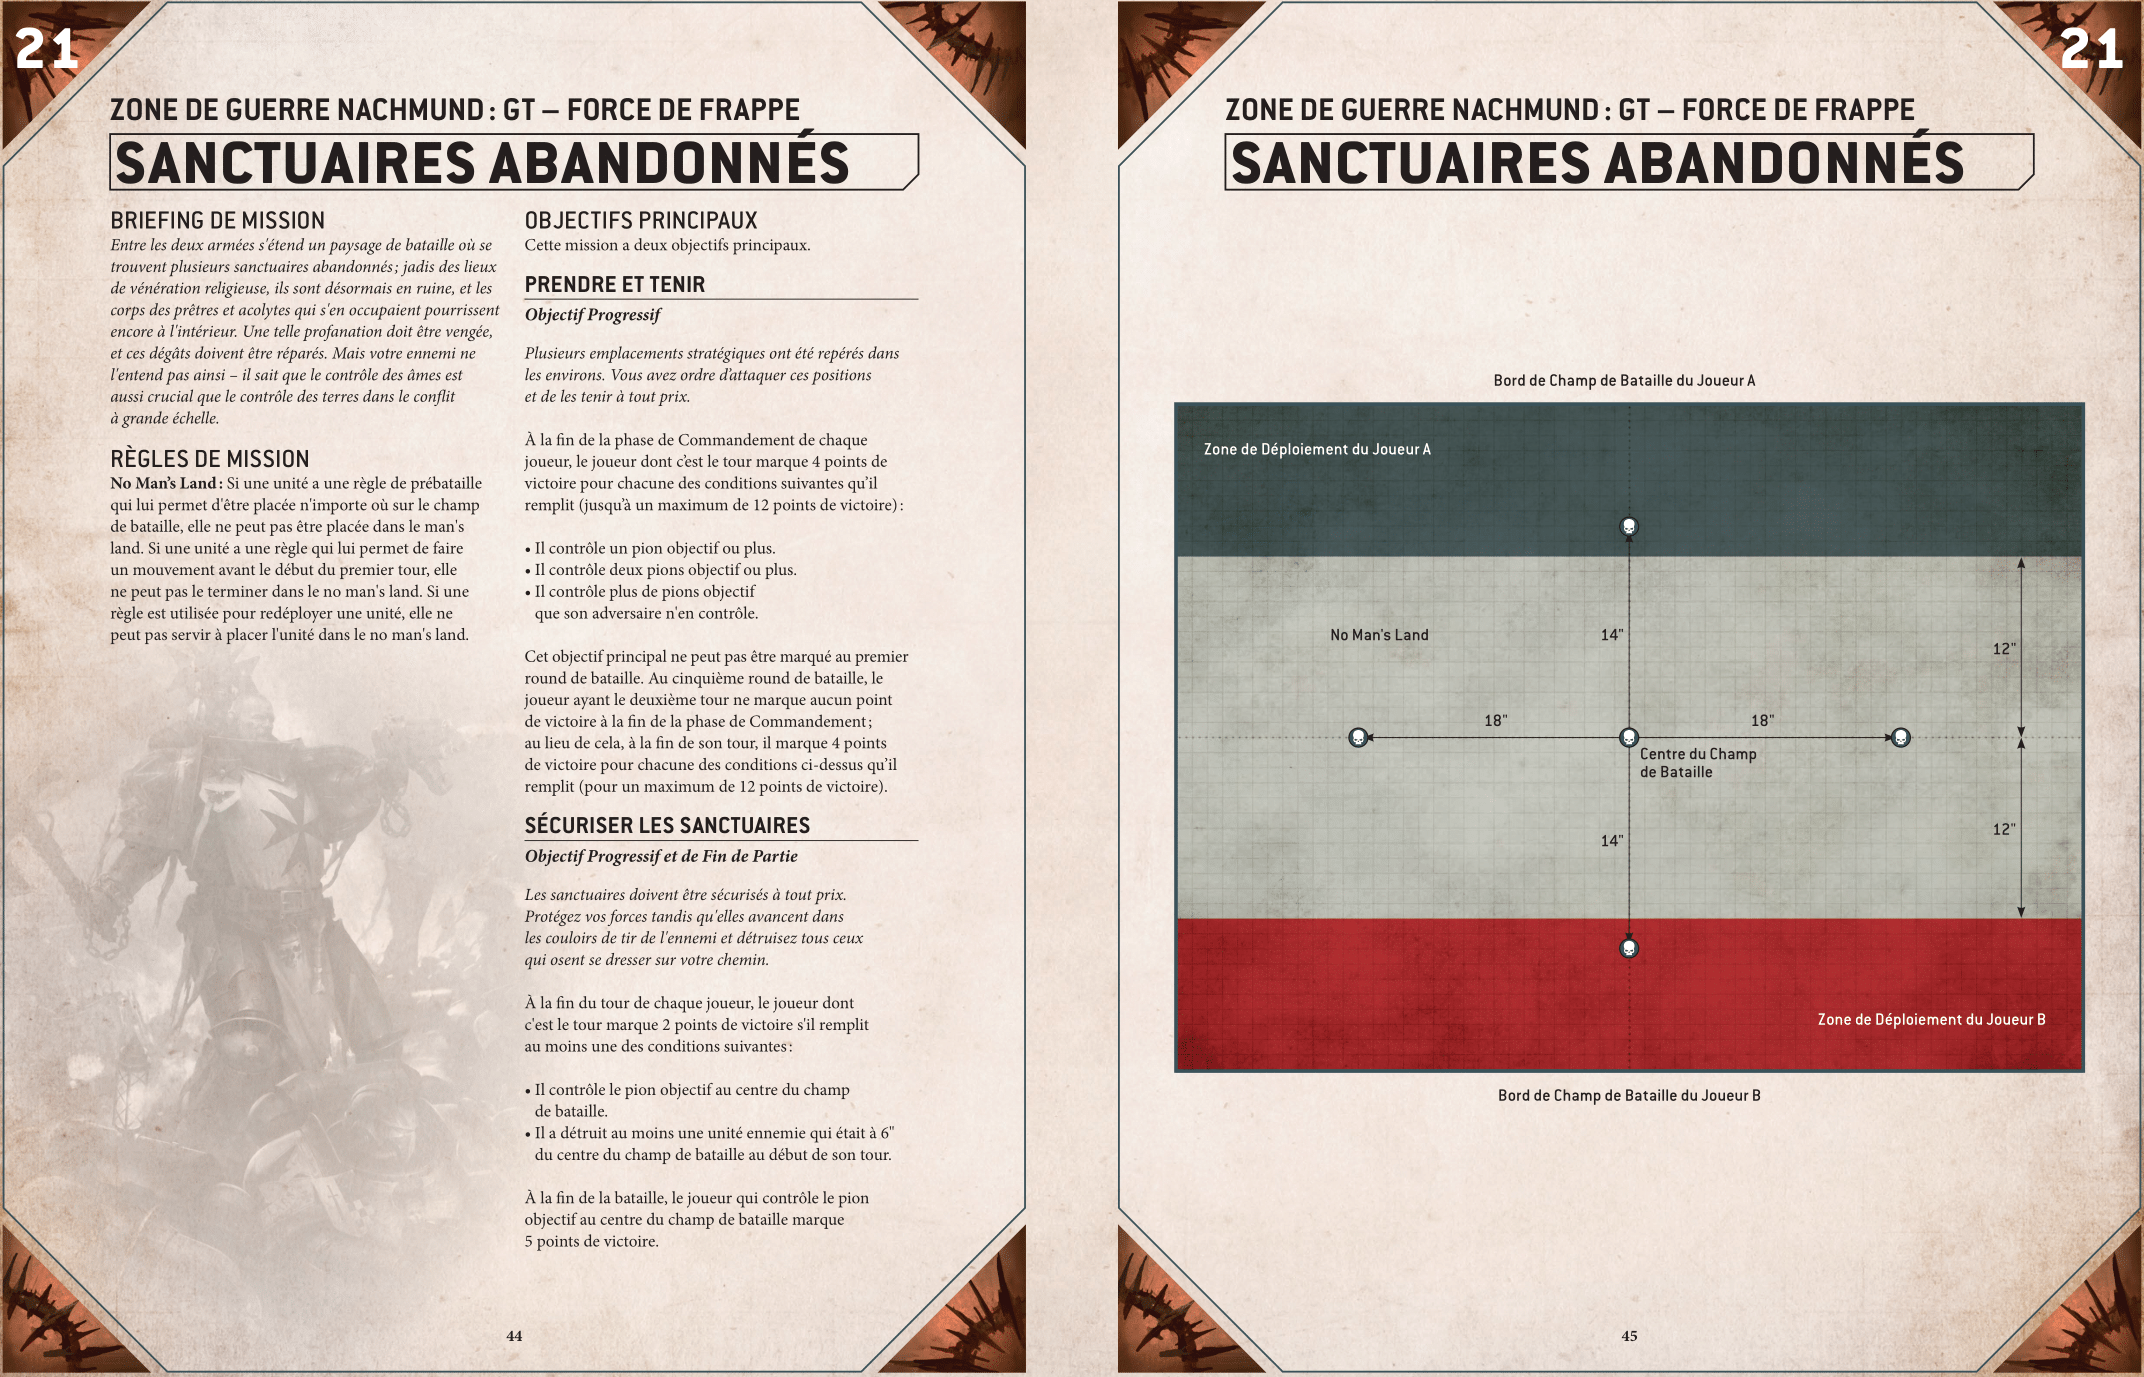 21
ZONE DE GUERRE NACHMUND : GT – FORCE DE FRAPPE
SANCTUAIRES ABANDONNÉS
BRIEFING DE MISSION
Entre les deux armées s'étend un paysage de bataille où se
trouvent plusieurs sanctuaires abandonnés ; jadis des lieux
de vénération religieuse, ils sont désormais en ruine, et les
corps des prêtres et acolytes qui s'en occupaient pourrissent
encore à l'intérieur. Une telle profanation doit être vengée,
et ces dégâts doivent être réparés. Mais votre ennemi ne
l'entend pas ainsi – il sait que le contrôle des âmes est
aussi crucial que le contrôle des terres dans le conflit
à grande échelle.
RÈGLES DE MISSION
No Man’s Land : Si une unité a une règle de prébataille
qui lui permet d'être placée n'importe où sur le champ
de bataille, elle ne peut pas être placée dans le man's
land. Si une unité a une règle qui lui permet de faire
un mouvement avant le début du premier tour, elle
ne peut pas le terminer dans le no man's land. Si une
règle est utilisée pour redéployer une unité, elle ne
peut pas servir à placer l'unité dans le no man's land.
OBJECTIFS PRINCIPAUX
Cette mission a deux objectifs principaux.
PRENDRE ET TENIR
Objectif Progressif
Plusieurs emplacements stratégiques ont été repérés dans
les environs. Vous avez ordre d’attaquer ces positions
et de les tenir à tout prix.
À la fin de la phase de Commandement de chaque
joueur, le joueur dont c’est le tour marque 4 points de
victoire pour chacune des conditions suivantes qu’il
remplit (jusqu’à un maximum de 12 points de victoire) :
• Il contrôle un pion objectif ou plus.
• Il contrôle deux pions objectif ou plus.
• Il contrôle plus de pions objectif
que son adversaire n'en contrôle.
Cet objectif principal ne peut pas être marqué au premier
round de bataille. Au cinquième round de bataille, le
joueur ayant le deuxième tour ne marque aucun point
de victoire à la fin de la phase de Commandement ;
au lieu de cela, à la fin de son tour, il marque 4 points
de victoire pour chacune des conditions ci-dessus qu’il
remplit (pour un maximum de 12 points de victoire).
SÉCURISER LES SANCTUAIRES
Objectif Progressif et de Fin de Partie
Les sanctuaires doivent être sécurisés à tout prix.
Protégez vos forces tandis qu'elles avancent dans
les couloirs de tir de l'ennemi et détruisez tous ceux
qui osent se dresser sur votre chemin.
À la fin du tour de chaque joueur, le joueur dont
c'est le tour marque 2 points de victoire s'il remplit
au moins une des conditions suivantes :
• Il contrôle le pion objectif au centre du champ
de bataille.
• Il a détruit au moins une unité ennemie qui était à 6"
du centre du champ de bataille au début de son tour.
À la fin de la bataille, le joueur qui contrôle le pion
objectif au centre du champ de bataille marque
5 points de victoire.
44
21
ZONE DE GUERRE NACHMUND : GT – FORCE DE FRAPPE
SANCTUAIRES ABANDONNÉS
Bord de Champ de Bataille du Joueur A
Zone de Déploiement du Joueur A
No Man's Land
14"
12"
18"
18"
Centre du Champ
de Bataille
14"
12"
Zone de Déploiement du Joueur B
Bord de Champ de Bataille du Joueur B
45